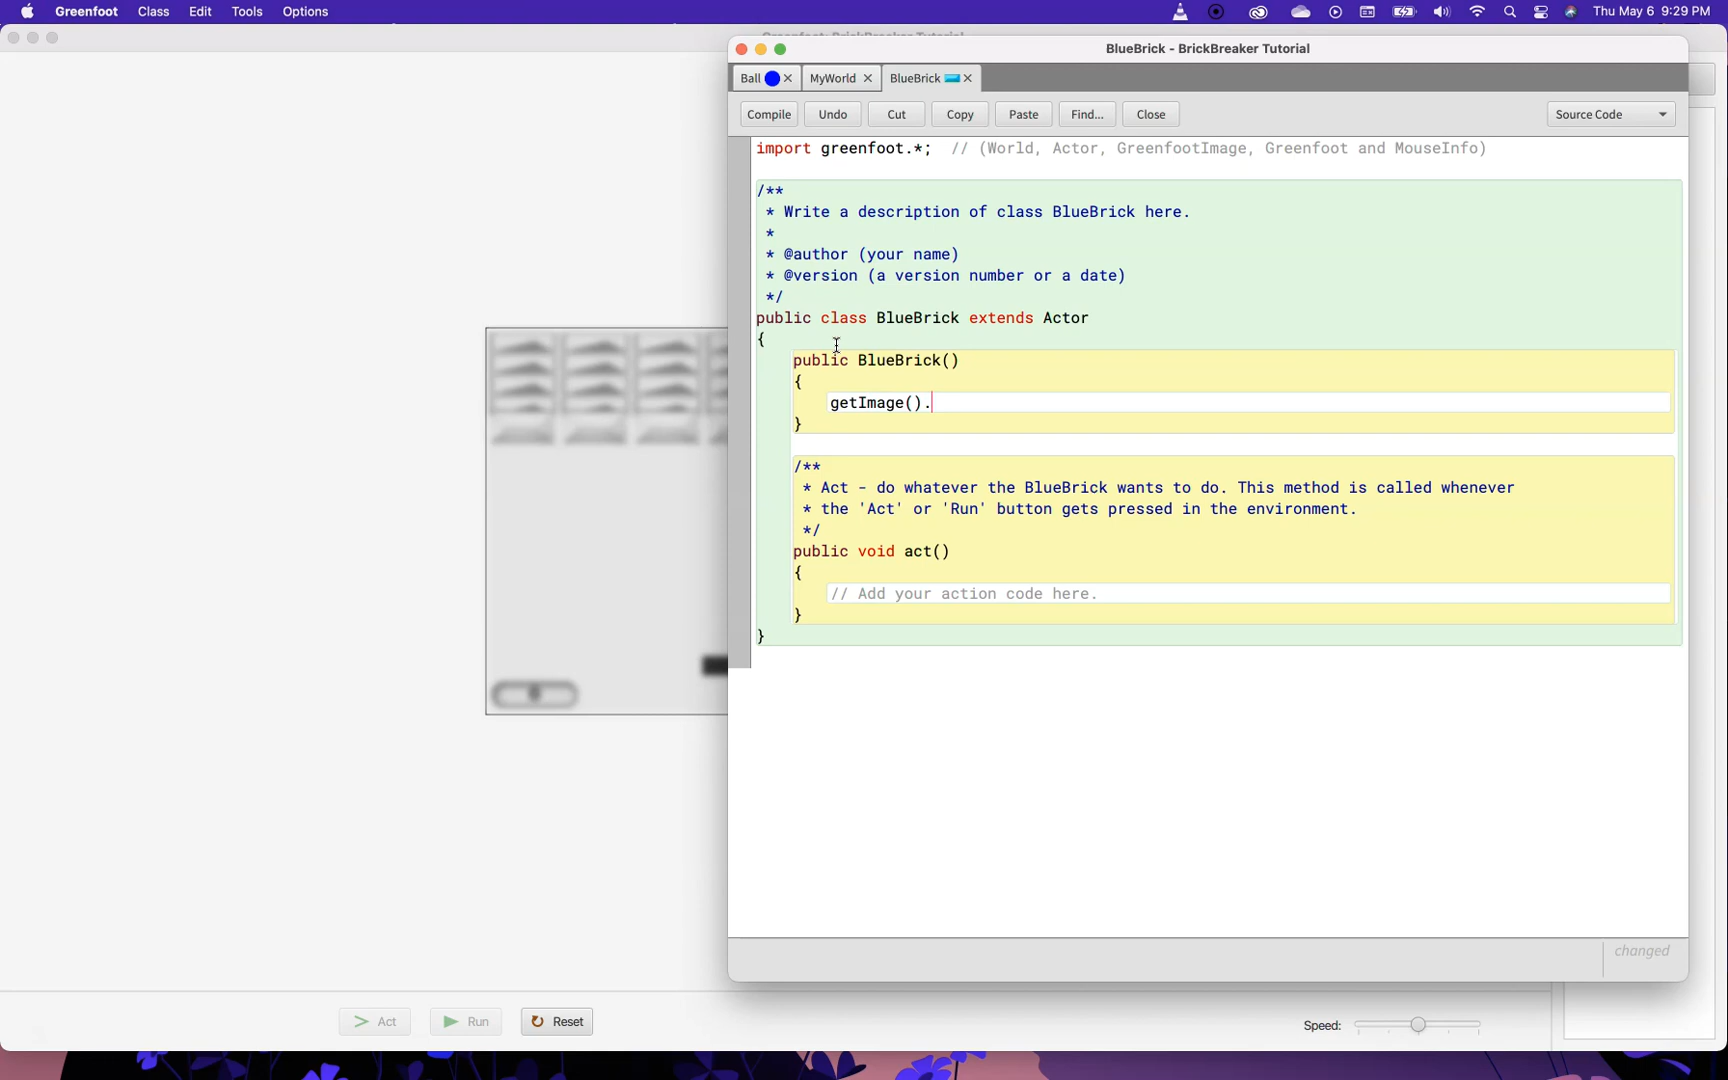 Greenfoot Class Edit Tools Options Thu May 6 9:29 PM
BlueBrick - BrickBreaker Tutorial
Ball MyWorld BlueBrick
Compile Undo Cut Copy Paste Find... Close Source Code
import greenfoot.*; // (World, Actor, GreenfootImage, Greenfoot and MouseInfo)
/**
* Write a description of class BlueBrick here.
*
* @author (your name)
* @version (a version number or a date)
*/
public class BlueBrick extends Actor
{
public BlueBrick()
{
getImage().
}
/**
* Act - do whatever the BlueBrick wants to do. This method is called whenever
* the 'Act' or 'Run' button gets pressed in the environment.
*/
public void act()
{
// Add your action code here.
}
}
0
changed
Act Run Reset Speed: